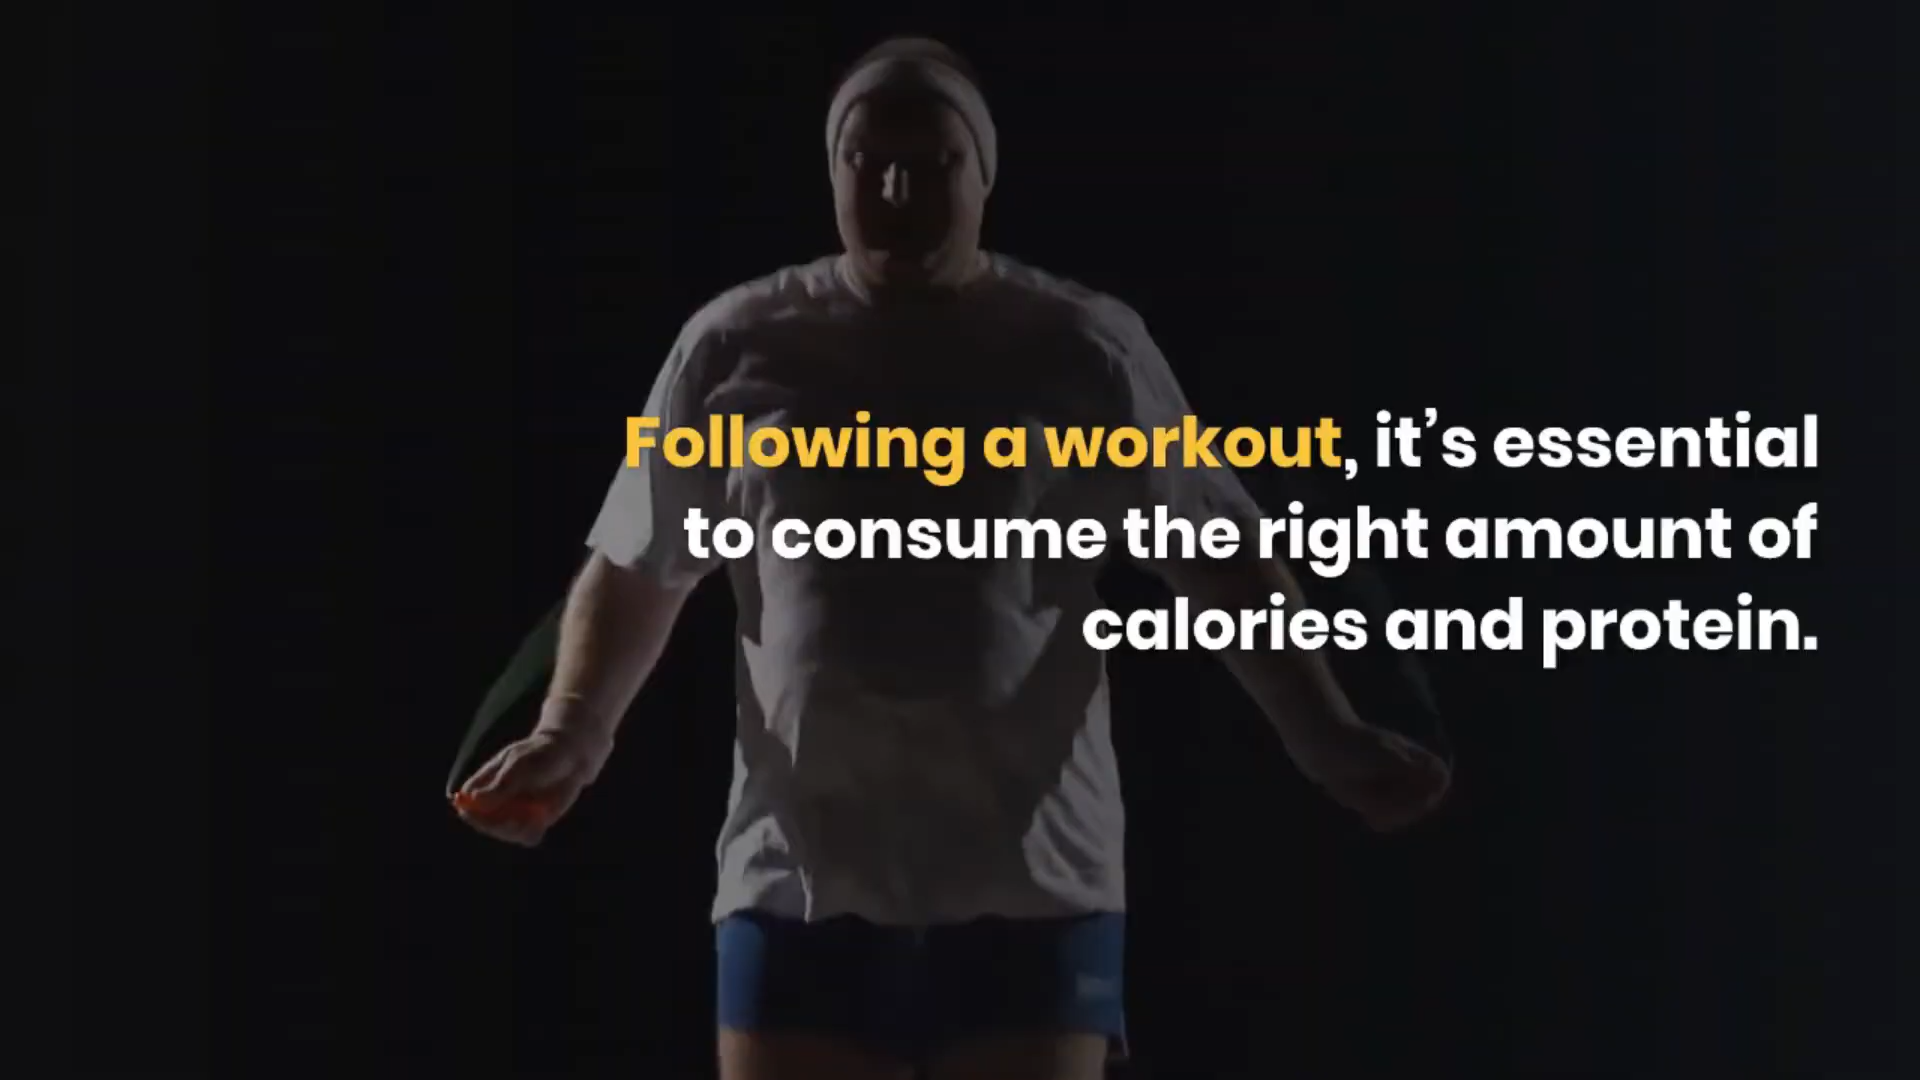 Following a workout, it’s essential
to consume the right amount of
calories and protein.